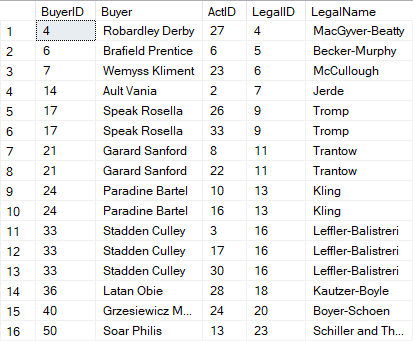 BuyerID Buyer ActID LegalID LegalName
1 4 Robardley Derby 27 4 MacGyver-Beatty
2 6 Brafield Prentice 6 5 Becker-Murphy
3 7 Wemyss Kliment 23 6 McCullough
4 14 Ault Vania 2 7 Jerde
5 17 Speak Rosella 26 9 Tromp
6 17 Speak Rosella 33 9 Tromp
7 21 Garard Sanford 8 11 Trantow
8 21 Garard Sanford 22 11 Trantow
9 24 Paradine Bartel 10 13 Kling
10 24 Paradine Bartel 16 13 Kling
11 33 Stadden Culley 3 16 Leffler-Balistreri
12 33 Stadden Culley 17 16 Leffler-Balistreri
13 33 Stadden Culley 30 16 Leffler-Balistreri
14 36 Latan Obie 28 18 Kautzer-Boyle
15 40 Grzesiewicz M... 24 20 Boyer-Schoen
16 50 Soar Philis 13 23 Schiller and Th...